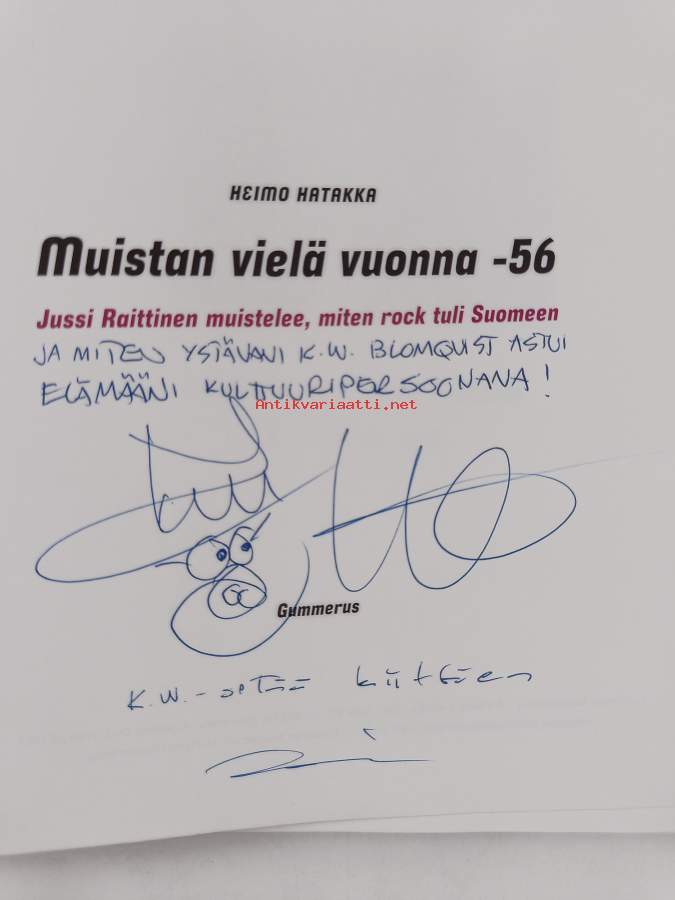 HEIMO HATAKKA
Muistan vielä vuonna -56
Jussi Raittinen muistelee, miten rock tuli Suomeen
JA MITEN YSTÄVÄNI K.W. BLOMQUIST ASTUI
ELÄMÄÄNI KULTTUURIPERSOONANA!
Antikvariaatti.net
Gummerus
K.W. - kiittäen